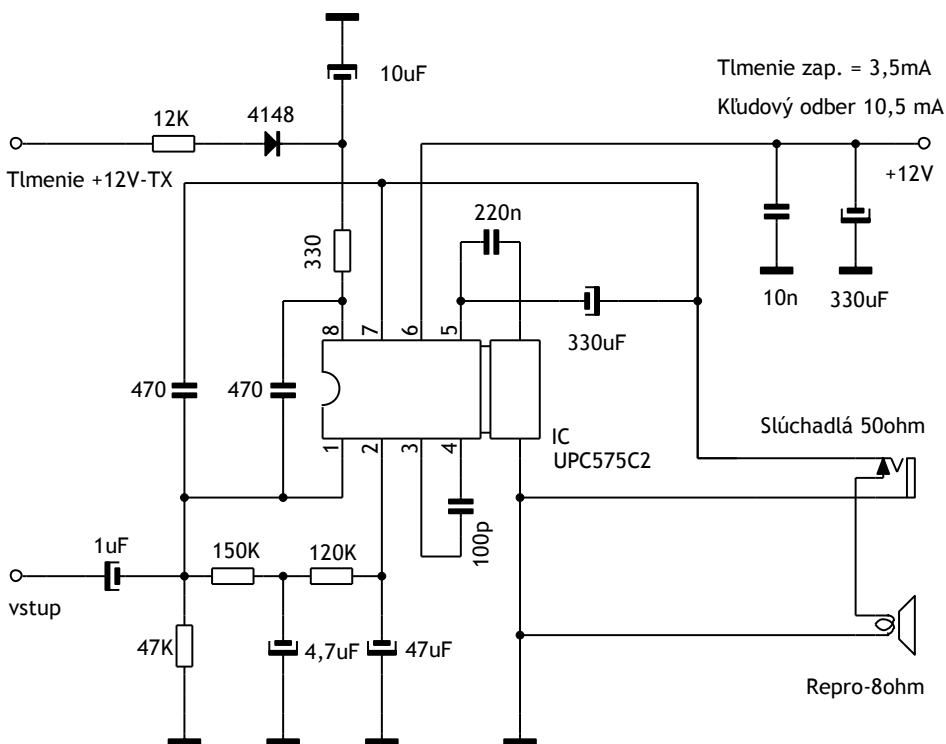 10uF
Tlmenie zap. = 3,5mA
Kľudový odber 10,5 mA
12K
4148
Tlmenie +12V-TX
+12V
220n
330
10n
330uF
330uF
8
7
6
5
470
470
IC
UPC575C2
Slúchadlá 50ohm
1
2
3
4
100p
1uF
150K
120K
vstup
47K
4,7uF
47uF
Repro-8ohm